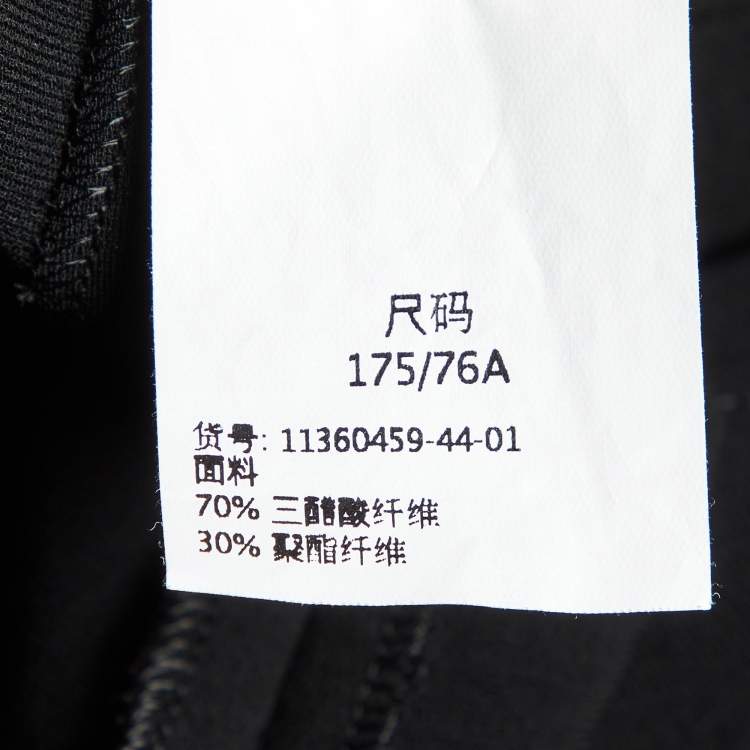 尺码
175/76A
货号: 11360459-44-01
面料
70% 三醋酸纤维
30% 聚酯纤维